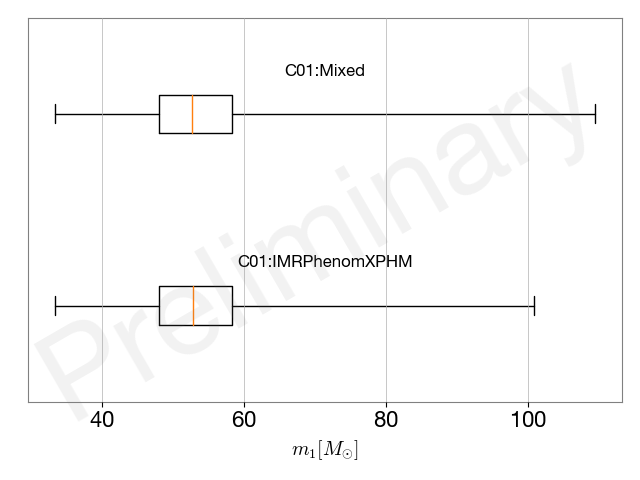 C01:Mixed
Preliminary
C01:IMRPhenomXPHM
40 60 80 100
m₁[M⊙]